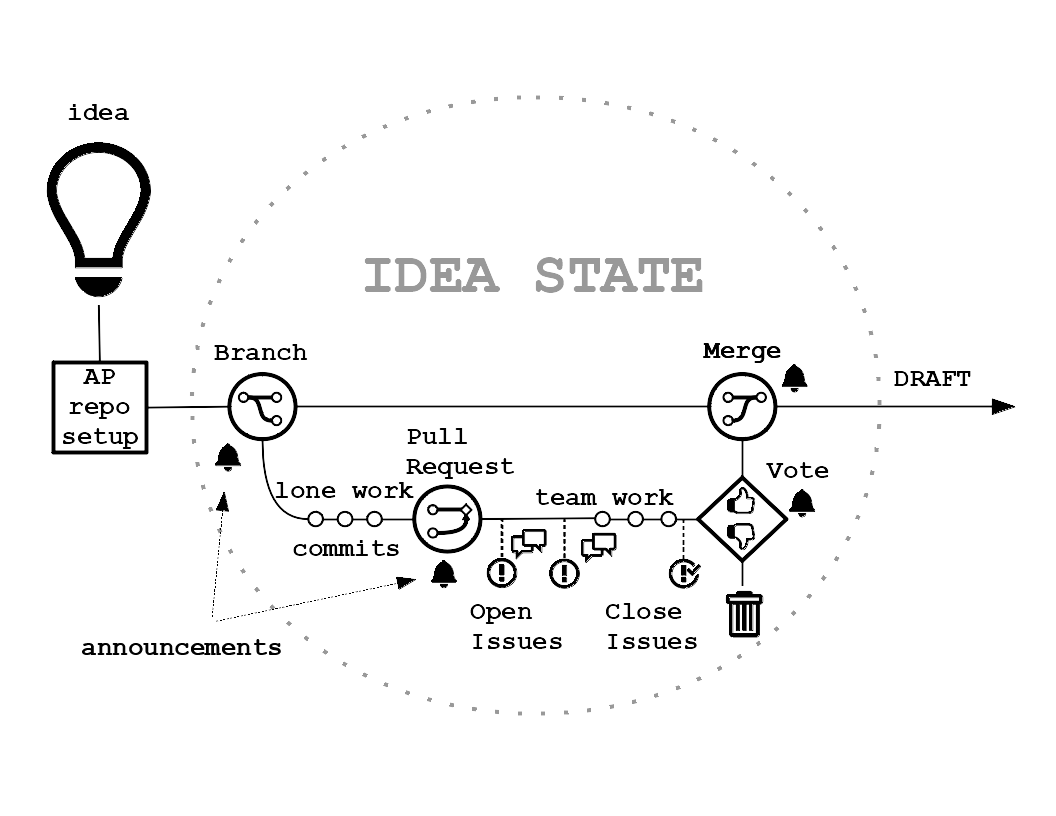 idea
IDEA STATE
AP
repo
setup
Branch
Merge
DRAFT
Pull
Request
Vote
lone work
team work
commits
Open
Issues
Close
Issues
announcements